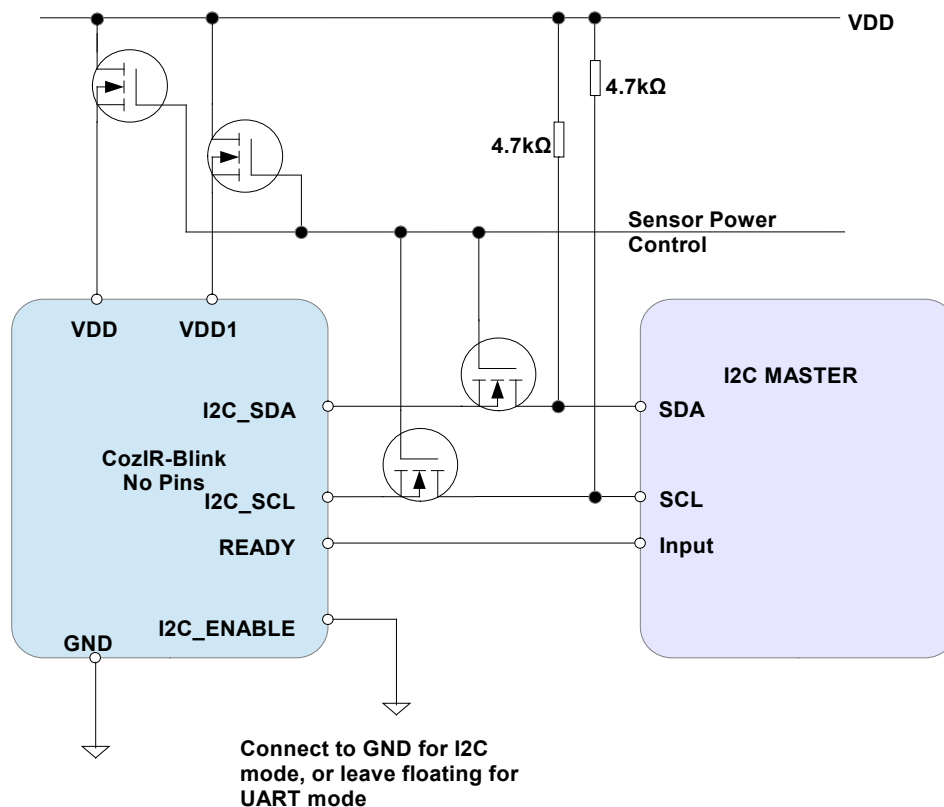 VDD
4.7kΩ
4.7kΩ
Sensor Power
Control
VDD
VDD1
I2C MASTER
I2C_SDA
SDA
CozIR-Blink
No Pins
I2C_SCL
SCL
READY
Input
I2C_ENABLE
GND
Connect to GND for I2C
mode, or leave floating for
UART mode